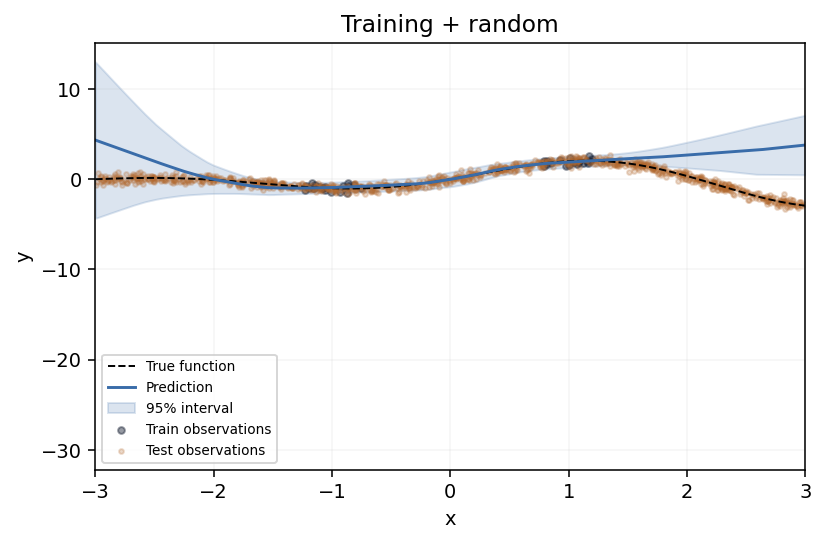 Training + random
10
0
−10
−20
−30
y
True function
Prediction
95% interval
Train observations
Test observations
−3
−2
−1
0
1
2
3
x